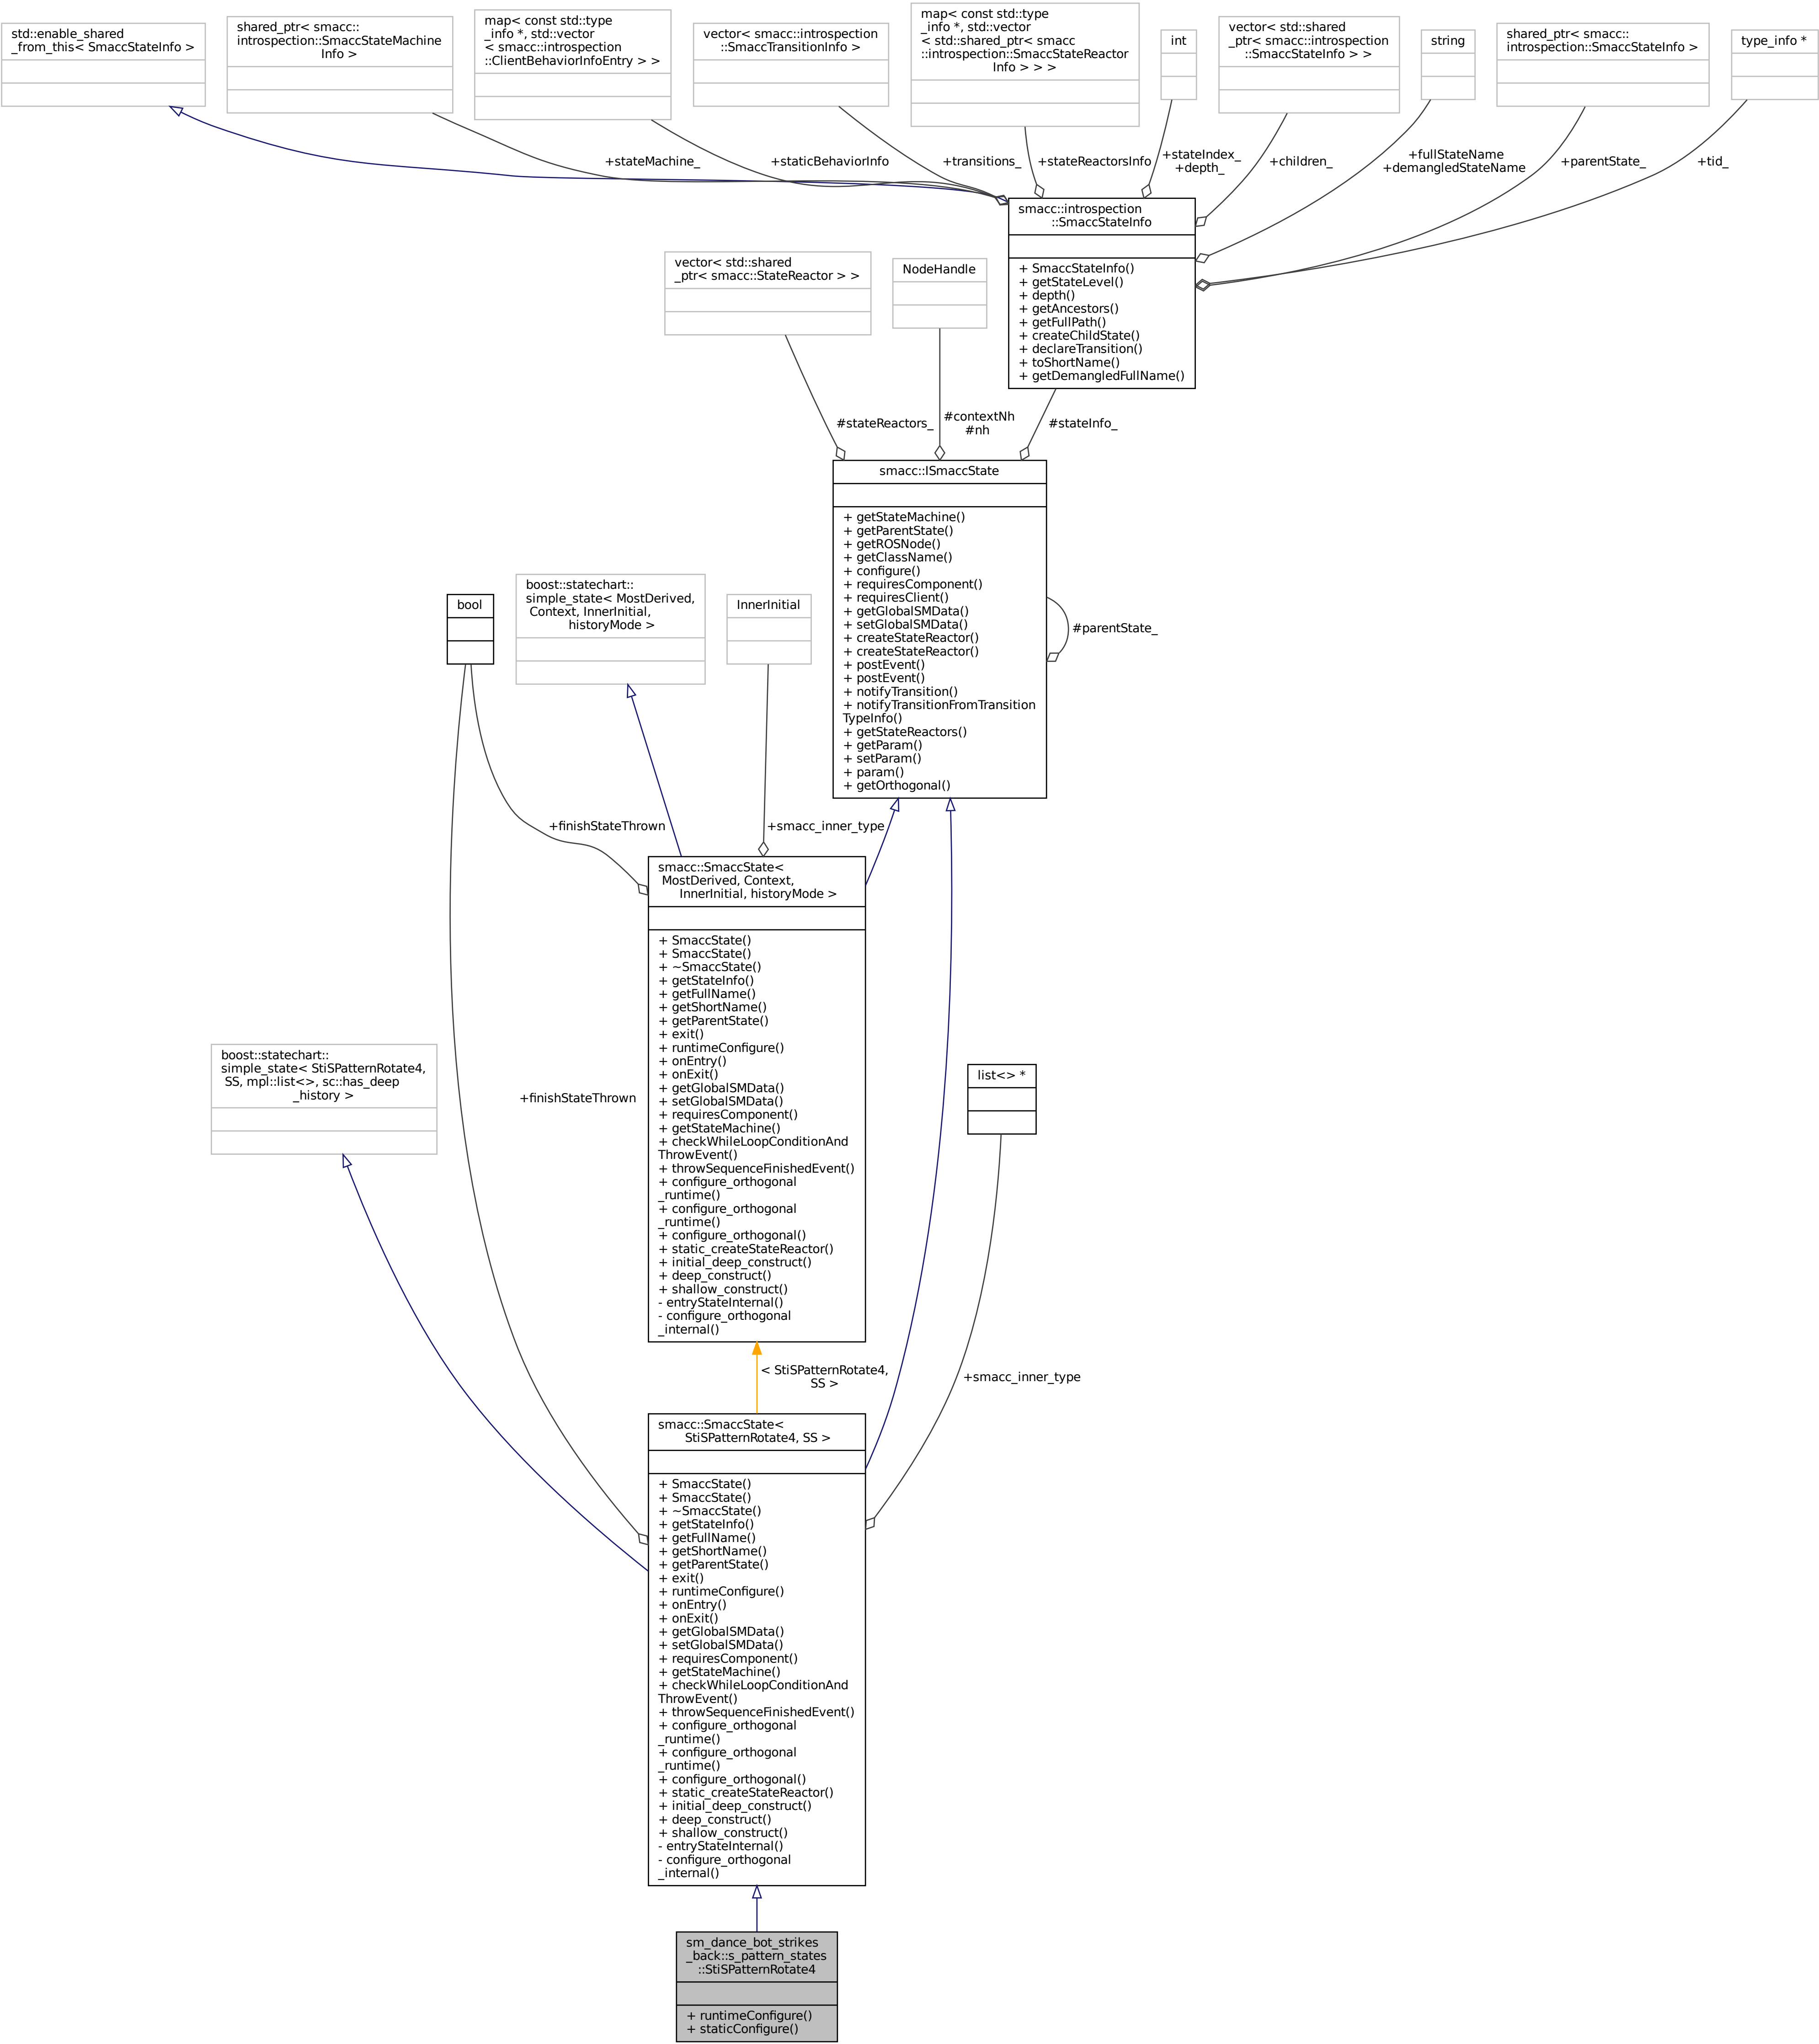 std::enable_shared
_from_this< SmaccStateInfo >
shared_ptr< smacc::
introspection::SmaccStateMachine
Info >
map< const std::type
_info *, std::vector
< smacc::introspection
::ClientBehaviorInfoEntry > >
vector< smacc::introspection
::SmaccTransitionInfo >
map< const std::type
_info *, std::vector
< std::shared_ptr< smacc
::introspection::SmaccStateReactor
Info > > >
int
vector< std::shared
_ptr< smacc::introspection
::SmaccStateInfo > >
string
shared_ptr< smacc::
introspection::SmaccStateInfo >
type_info *
+stateMachine_
+staticBehaviorInfo
+transitions_
+stateReactorsInfo
+stateIndex_
+depth_
+children_
+fullStateName
+demangledStateName
+parentState_
+tid_
smacc::introspection
::SmaccStateInfo
+ SmaccStateInfo()
+ getStateLevel()
+ depth()
+ getAncestors()
+ getFullPath()
+ createChildState()
+ declareTransition()
+ toShortName()
+ getDemangledFullName()
vector< std::shared
_ptr< smacc::StateReactor > >
NodeHandle
#stateReactors_
#contextNh
#nh
#stateInfo_
smacc::ISmaccState
+ getStateMachine()
+ getParentState()
+ getROSNode()
+ getClassName()
+ configure()
+ requiresComponent()
+ requiresClient()
+ getGlobalSMData()
+ setGlobalSMData()
+ createStateReactor()
+ createStateReactor()
+ postEvent()
+ postEvent()
+ notifyTransition()
+ notifyTransitionFromTransition
TypeInfo()
+ getStateReactors()
+ getParam()
+ setParam()
+ param()
+ getOrthogonal()
#parentState_
bool
boost::statechart::
simple_state< MostDerived,
Context, InnerInitial,
historyMode >
InnerInitial
+finishStateThrown
+smacc_inner_type
smacc::SmaccState<
MostDerived, Context,
InnerInitial, historyMode >
+ SmaccState()
+ SmaccState()
+ ~SmaccState()
+ getStateInfo()
+ getFullName()
+ getShortName()
+ getParentState()
+ exit()
+ runtimeConfigure()
+ onEntry()
+ onExit()
+ getGlobalSMData()
+ setGlobalSMData()
+ requiresComponent()
+ getStateMachine()
+ checkWhileLoopConditionAnd
ThrowEvent()
+ throwSequenceFinishedEvent()
+ configure_orthogonal
_runtime()
+ configure_orthogonal
_runtime()
+ configure_orthogonal()
+ static_createStateReactor()
+ initial_deep_construct()
+ deep_construct()
+ shallow_construct()
- entryStateInternal()
- configure_orthogonal
_internal()
boost::statechart::
simple_state< StiSPatternRotate4,
SS, mpl::list<>, sc::has_deep
_history >
+finishStateThrown
list<> *
< StiSPatternRotate4,
SS >
+smacc_inner_type
smacc::SmaccState<
StiSPatternRotate4, SS >
+ SmaccState()
+ SmaccState()
+ ~SmaccState()
+ getStateInfo()
+ getFullName()
+ getShortName()
+ getParentState()
+ exit()
+ runtimeConfigure()
+ onEntry()
+ onExit()
+ getGlobalSMData()
+ setGlobalSMData()
+ requiresComponent()
+ getStateMachine()
+ checkWhileLoopConditionAnd
ThrowEvent()
+ throwSequenceFinishedEvent()
+ configure_orthogonal
_runtime()
+ configure_orthogonal
_runtime()
+ configure_orthogonal()
+ static_createStateReactor()
+ initial_deep_construct()
+ deep_construct()
+ shallow_construct()
- entryStateInternal()
- configure_orthogonal
_internal()
sm_dance_bot_strikes
_back::s_pattern_states
::StiSPatternRotate4
+ runtimeConfigure()
+ staticConfigure()